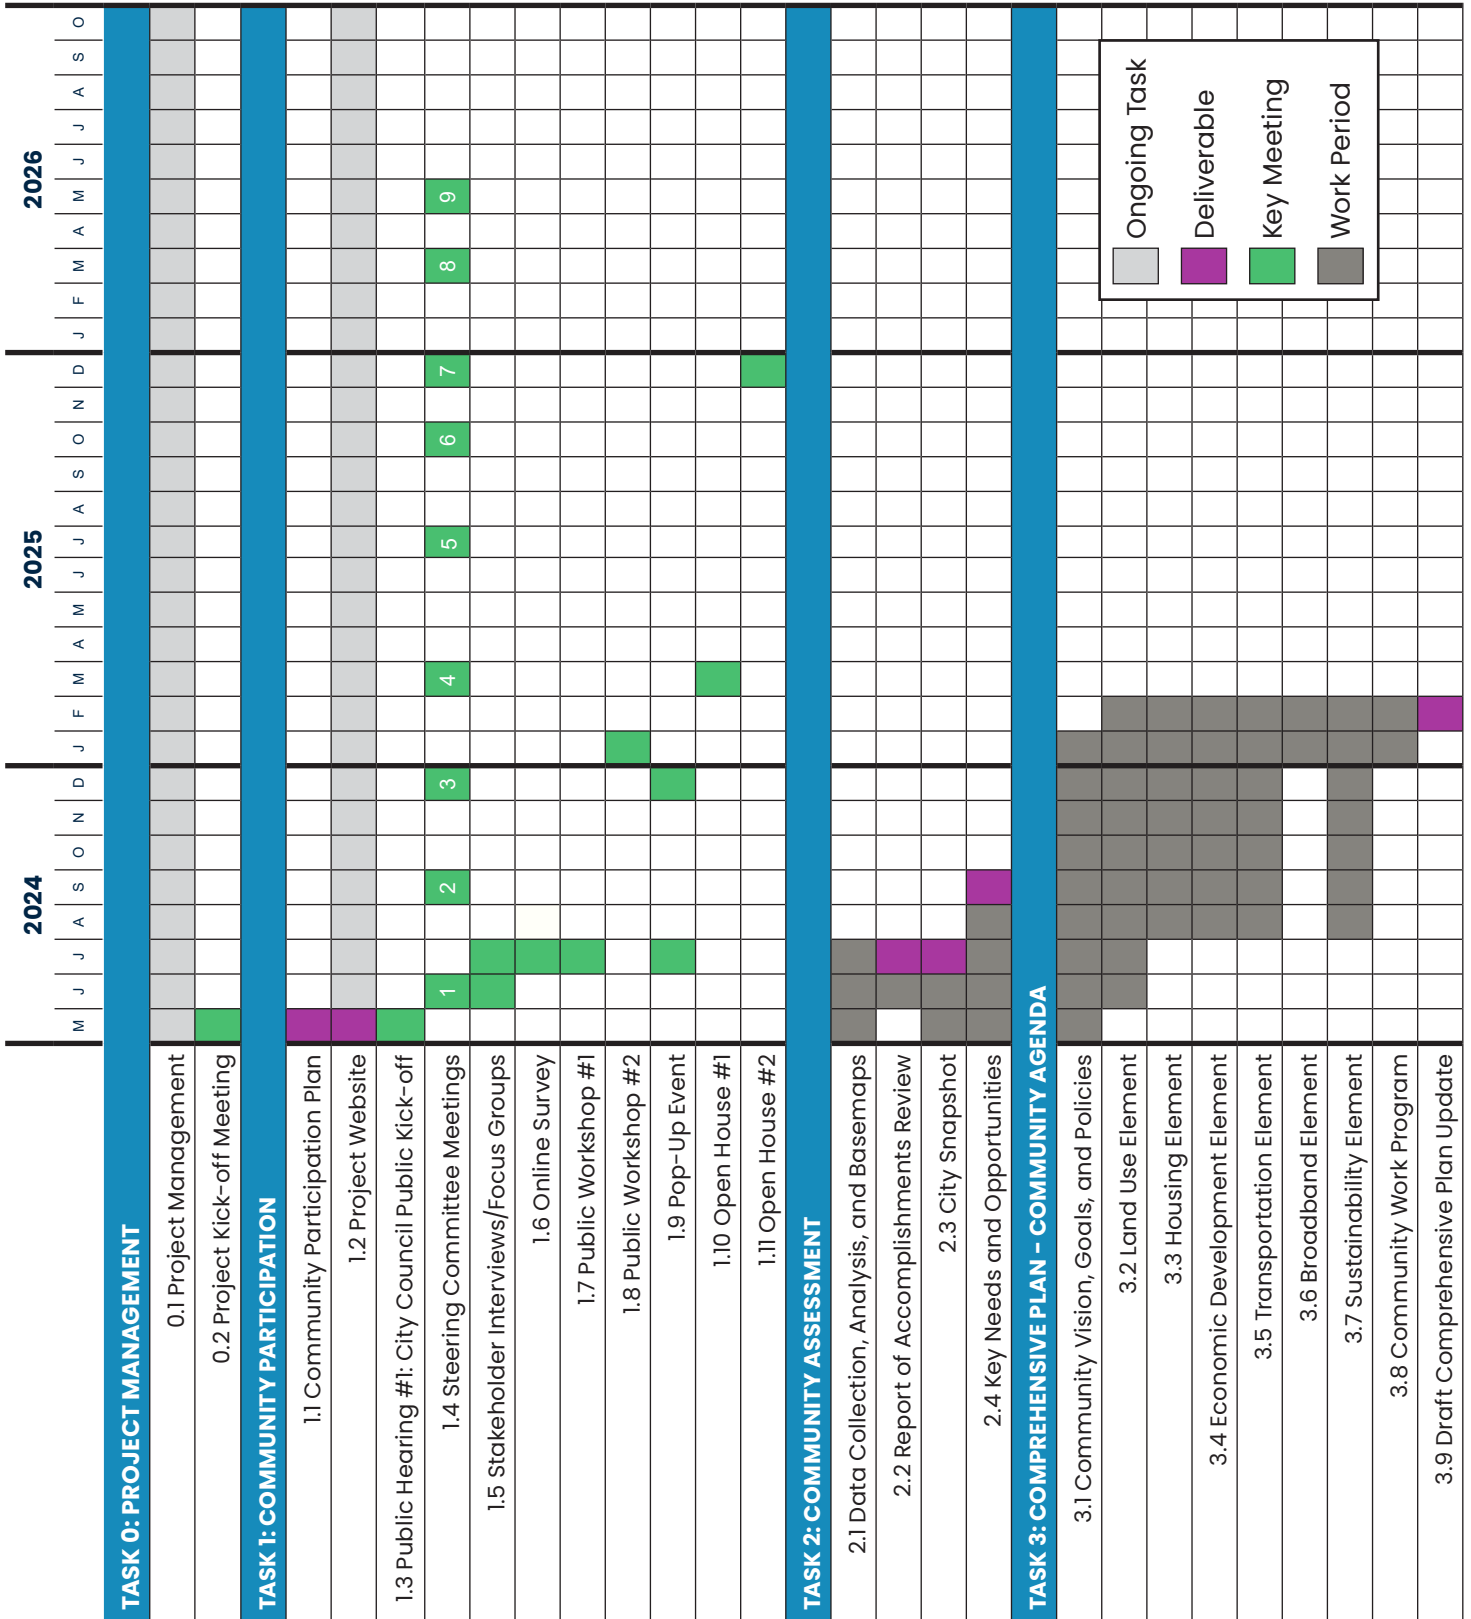 2024 2025 2026
M J J A S O N D J F M A M J J A S O N D J F M A M J J A S O
TASK 0: PROJECT MANAGEMENT
0.1 Project Management
0.2 Project Kick-off Meeting
TASK 1: COMMUNITY PARTICIPATION
1.1 Community Participation Plan
1.2 Project Website
1.3 Public Hearing #1: City Council Public Kick-off
1.4 Steering Committee Meetings 1 2 3 4 5 6 7 8 9
1.5 Stakeholder Interviews/Focus Groups
1.6 Online Survey
1.7 Public Workshop #1
1.8 Public Workshop #2
1.9 Pop-Up Event
1.10 Open House #1
1.11 Open House #2
TASK 2: COMMUNITY ASSESSMENT
2.1 Data Collection, Analysis, and Basemaps
2.2 Report of Accomplishments Review
2.3 City Snapshot
2.4 Key Needs and Opportunities
TASK 3: COMPREHENSIVE PLAN - COMMUNITY AGENDA
3.1 Community Vision, Goals, and Policies
3.2 Land Use Element
3.3 Housing Element
3.4 Economic Development Element
3.5 Transportation Element
3.6 Broadband Element
3.7 Sustainability Element
3.8 Community Work Program
3.9 Draft Comprehensive Plan Update
Ongoing Task
Deliverable
Key Meeting
Work Period